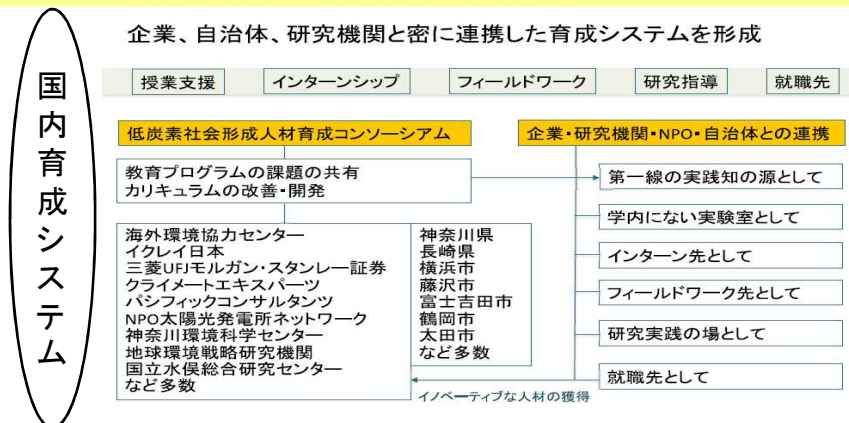 企業、自治体、研究機関と密に連携した育成システムを形成
国内育成システム
授業支援
インターンシップ
フィールドワーク
研究指導
就職先
低炭素社会形成人材育成コンソーシアム
教育プログラムの課題の共有
カリキュラムの改善・開発
海外環境協力センター
イクレイ日本
三菱UFJモルガン・スタンレー証券
クライメートエキスパーツ
パシフィックコンサルタンツ
NPO太陽光発電所ネットワーク
神奈川環境科学センター
地球環境戦略研究機関
国立水俣総合研究センター
など多数
神奈川県
長崎県
横浜市
藤沢市
富士吉田市
鶴岡市
太田市
など多数
企業・研究機関・NPO・自治体との連携
第一線の実践知の源として
学内にない実験室として
インターン先として
フィールドワーク先として
研究実践の場として
就職先として
イノベーティブな人材の獲得